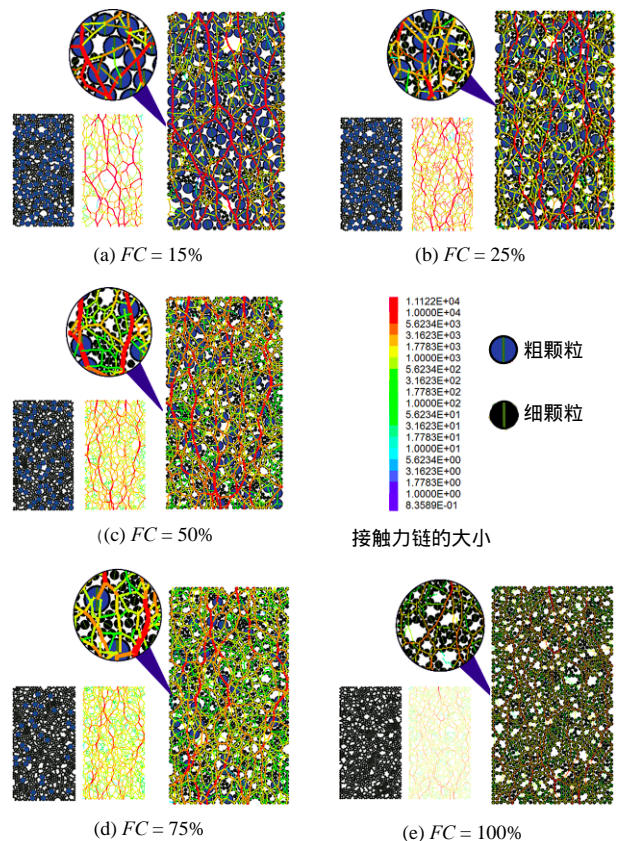 (a) FC = 15%
(b) FC = 25%
1.1122E+04
1.0000E+04
5.6234E+03
3.1623E+03
1.7783E+03
1.0000E+03
5.6234E+02
3.1623E+02
1.7783E+02
1.0000E+02
5.6234E+01
3.1623E+01
1.7783E+01
1.0000E+01
5.6234E+00
3.1623E+00
1.7783E+00
1.0000E+00
8.3589E-01
粗颗粒
细颗粒
((c) FC = 50%
接触力链的大小
(d) FC = 75%
(e) FC = 100%